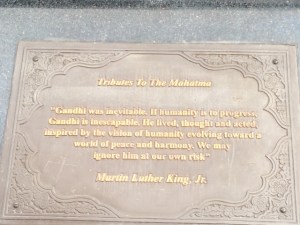 Tributes To The Mahatma
"Gandhi was inevitable. If humanity is to progress
Gandhi is inescapable. He lived, thought and acted,
inspired by the vision of humanity evolving toward a
world of peace and harmony. We may
ignore him at our own risk"
Martin Luther King, Jr.